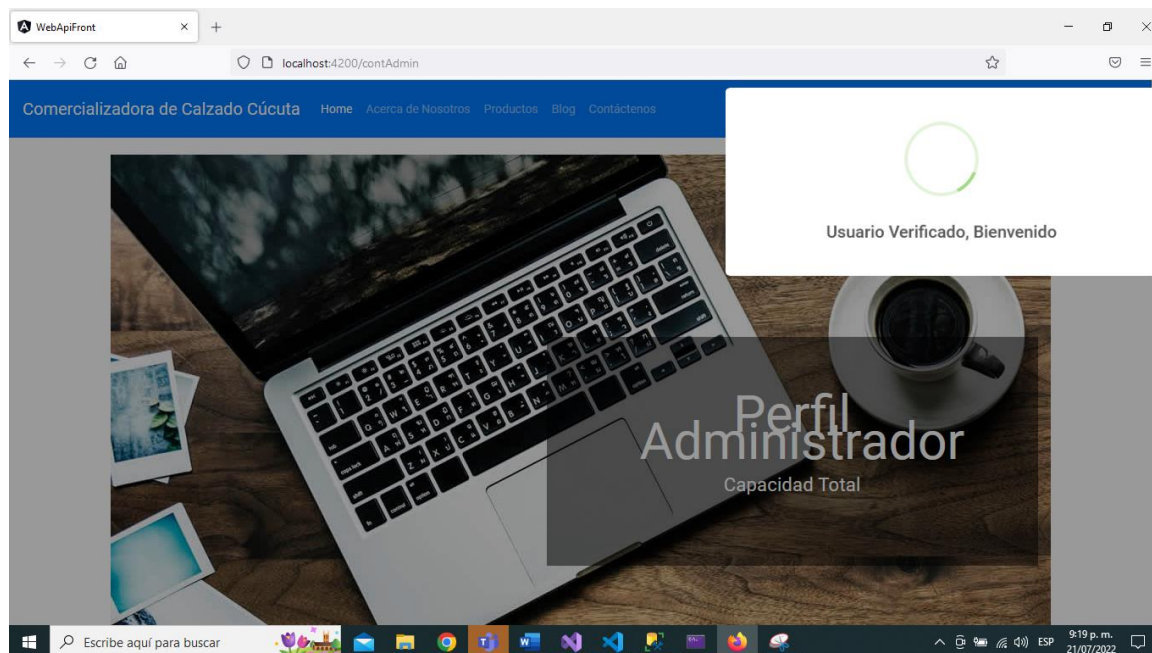 WebApiFront
localhost:4200/contAdmin
Comercializadora de Calzado Cúcuta Home Acerca de Nosotros Productos Blog Contáctenos
Usuario Verificado, Bienvenido
Perfil
Administrador
Capacidad Total
Escribe aquí para buscar
ESP
9:19 p. m.
21/07/2022